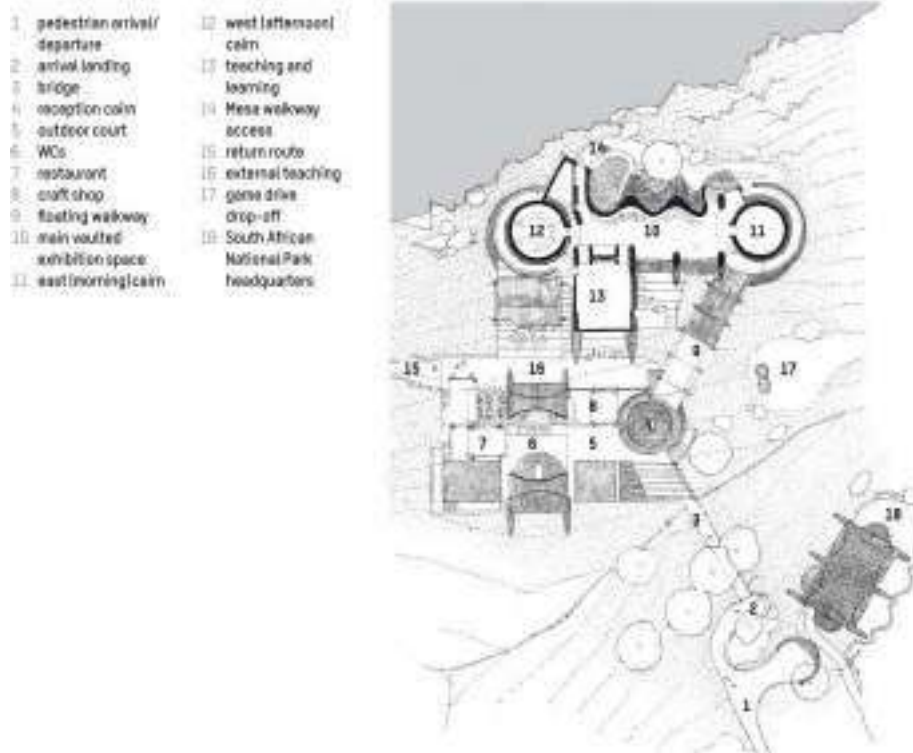 1 pedestrian arrival/
departure
2 arrival landing
3 bridge
4 reception cairn
5 outdoor court
6 WCs
7 restaurant
8 craft shop
9 floating walkway
10 main vaulted
exhibition space
11 east (morning) cairn
12 west (afternoon)
cairn
13 teaching and
learning
14 Mesa walkway
access
15 return route
16 external teaching
17 game drive
drop-off
18 South African
National Park
headquarters
16
12
10
11
13
9
15
16
17
8
7
6
5
3
18
2
1